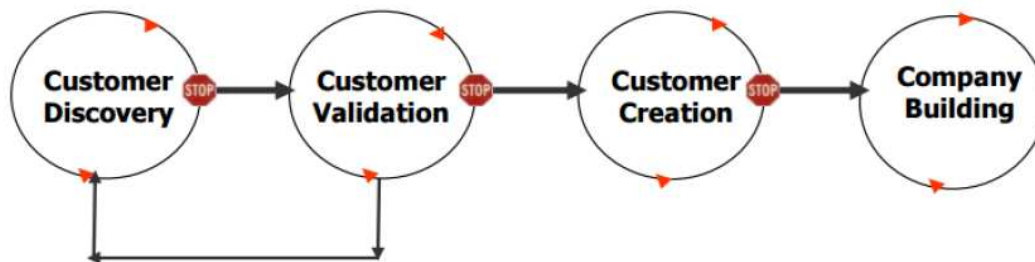 Customer
Discovery
STOP
Customer
Validation
STOP
Customer
Creation
STOP
Company
Building